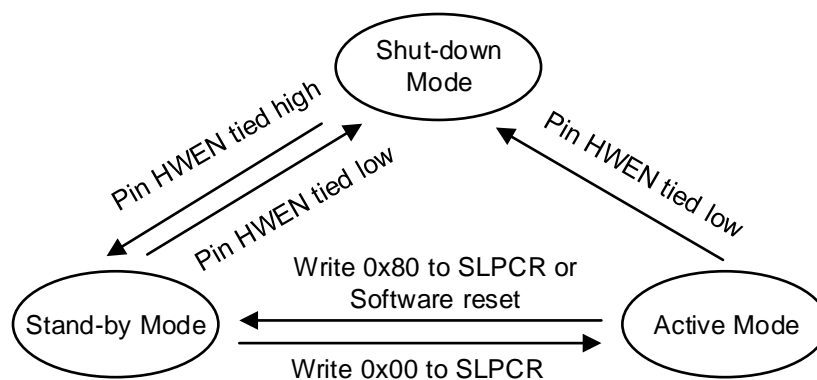 Shut-down
Mode
Pin HWEN tied high
Pin HWEN tied low
Pin HWEN tied low
Write 0x80 to SLPCR or
Software reset
Stand-by Mode
Active Mode
Write 0x00 to SLPCR